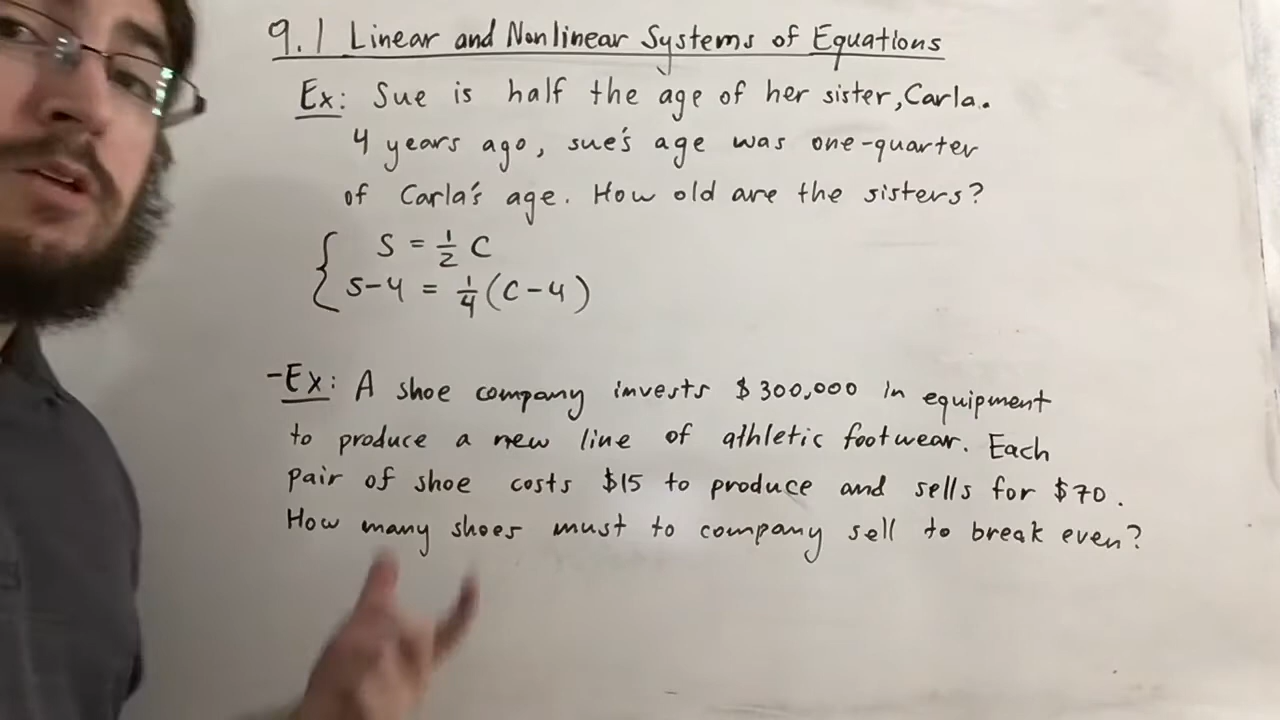 9.1 Linear and Nonlinear Systems of Equations
Ex: Sue is half the age of her sister, Carla.
4 years ago, sue's age was one-quarter
of Carla's age. How old are the sisters?
S = 1/2 C
S-4 = 1/4 (C-4)
-Ex: A shoe company invests $300,000 in equipment
to produce a new line of athletic footwear. Each
pair of shoe costs $15 to produce and sells for $70.
How many shoes must to company sell to break even?